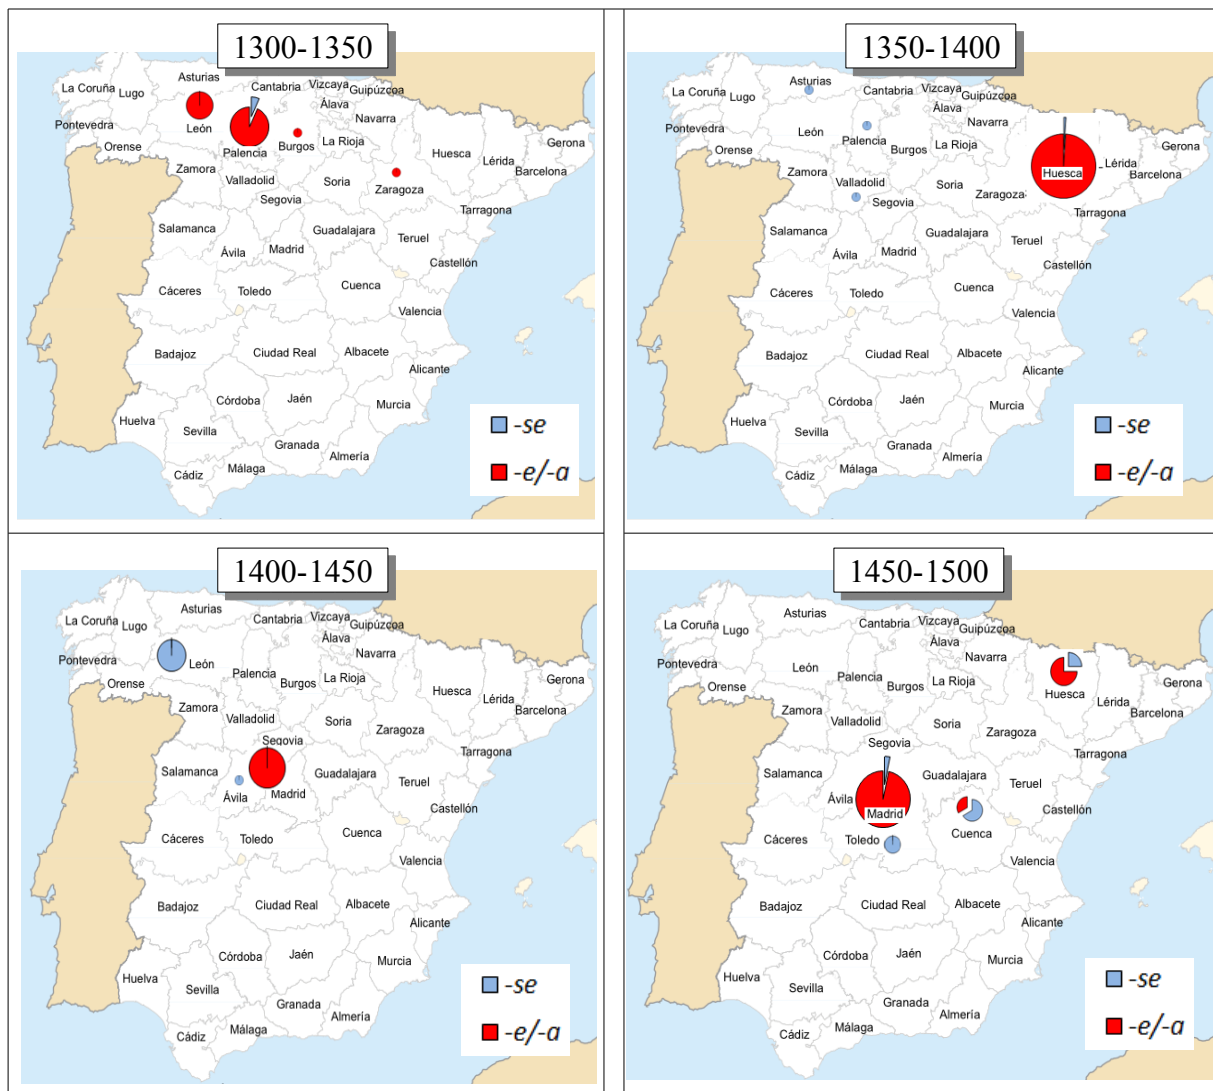 1300-1350
Asturias
La Coruña Lugo Cantabria Vizcaya Guipúzcoa
Álava
Pontevedra León Navarra
Orense Palencia Burgos La Rioja Huesca Lérida Gerona
Zamora Barcelona
Valladolid Soria Zaragoza
Segovia
Tarragona
Salamanca Guadalajara Teruel
Ávila Madrid Castellón
Cáceres Toledo Cuenca
Valencia
Badajoz Ciudad Real Albacete
Alicante
Córdoba Jaén Murcia
Huelva Sevilla
Granada Almería
Cádiz Málaga
-se
-e/-a
1350-1400
Asturias
La Coruña Lugo Cantabria Vizcaya Guipúzcoa
Álava
Pontevedra León Navarra
Orense Palencia Burgos La Rioja Huesca Lérida Gerona
Zamora Barcelona
Valladolid Soria Zaragoza
Segovia
Tarragona
Salamanca Guadalajara Teruel
Ávila Madrid Castellón
Cáceres Toledo Cuenca
Valencia
Badajoz Ciudad Real Albacete
Alicante
Córdoba Jaén Murcia
Huelva Sevilla
Granada Almería
Cádiz Málaga
-se
-e/-a
1400-1450
Asturias
La Coruña Lugo Cantabria Vizcaya Guipúzcoa
Álava
Pontevedra León Navarra
Orense Palencia Burgos La Rioja Huesca Lérida Gerona
Zamora Barcelona
Valladolid Soria Zaragoza
Segovia
Tarragona
Salamanca Guadalajara Teruel
Ávila Madrid Castellón
Cáceres Toledo Cuenca
Valencia
Badajoz Ciudad Real Albacete
Alicante
Córdoba Jaén Murcia
Huelva Sevilla
Granada Almería
Cádiz Málaga
-se
-e/-a
1450-1500
Asturias
La Coruña Lugo Cantabria Vizcaya Guipúzcoa
Álava
Pontevedra León Navarra
Orense Palencia Burgos La Rioja Huesca Lérida Gerona
Zamora Barcelona
Valladolid Soria Zaragoza
Segovia
Tarragona
Salamanca Guadalajara Teruel
Ávila Madrid Castellón
Cáceres Toledo Cuenca
Valencia
Badajoz Ciudad Real Albacete
Alicante
Córdoba Jaén Murcia
Huelva Sevilla
Granada Almería
Cádiz Málaga
-se
-e/-a